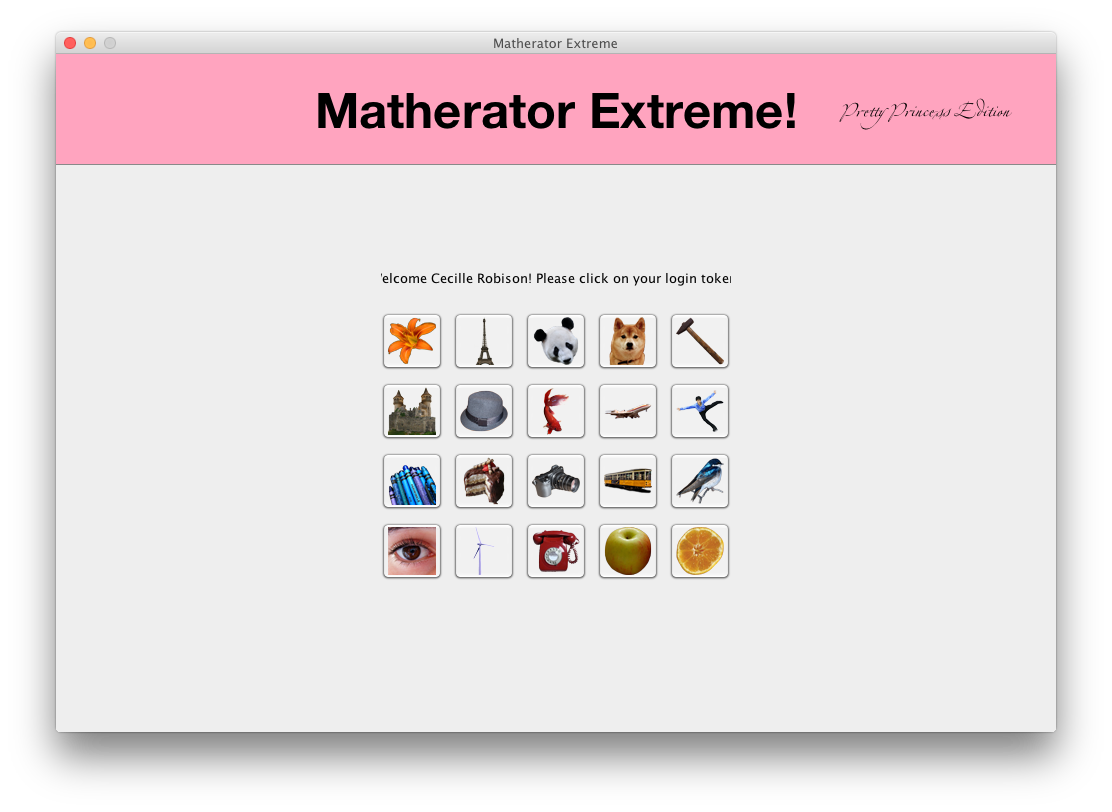 Matherator Extreme
Matherator Extreme!
Pretty Princess Edition
elcome Cecille Robison! Please click on your login toke